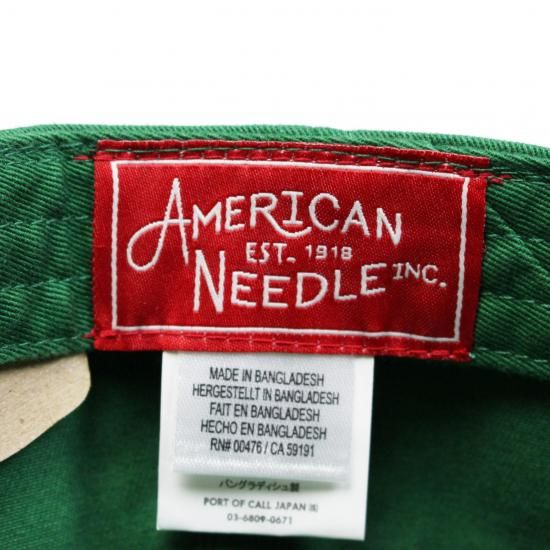 AMERICAN
EST. 1918
NEEDLE INC.
MADE IN BANGLADESH
HERGESTELLT IN BANGLADESH
FAIT EN BANGLADESH
HECHO EN BANGLADESH
RN# 00476 / CA 59191
バングラディシュ製
PORT OF CALL JAPAN ㈱
03-6809-0671